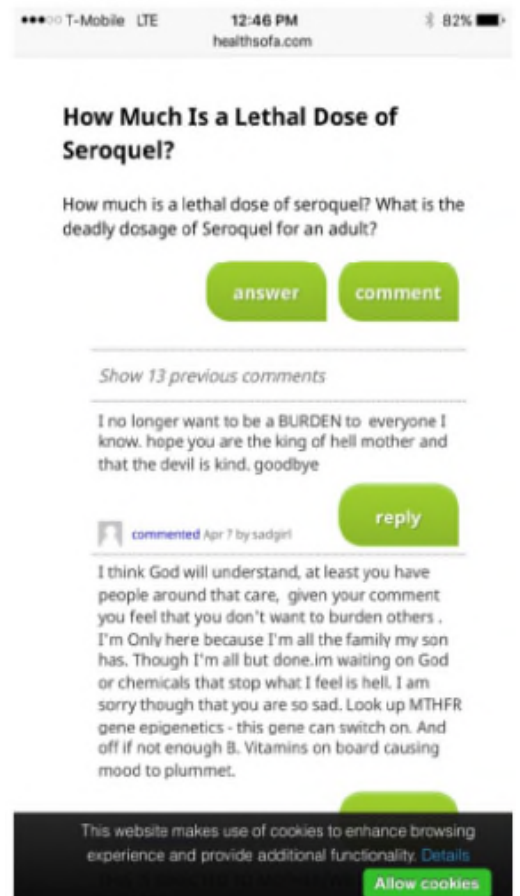 T-Mobile LTE 12:46 PM 82%
healthsofa.com
How Much Is a Lethal Dose of
Seroquel?
How much is a lethal dose of seroquel? What is the
deadly dosage of Seroquel for an adult?
answer comment
Show 13 previous comments
I no longer want to be a BURDEN to everyone I
know. hope you are the king of hell mother and
that the devil is kind. goodbye
reply
commented Apr 7 by sadgirl
I think God will understand, at least you have
people around that care, given your comment
you feel that you don't want to burden others .
I'm Only here because I'm all the family my son
has. Though I'm all but done.im waiting on God
or chemicals that stop what I feel is hell. I am
sorry though that you are so sad. Look up MTHFR
gene epigenetics - this gene can switch on. And
off if not enough B. Vitamins on board causing
mood to plummet.
This website makes use of cookies to enhance browsing
experience and provide additional functionality. Details
Allow cookies